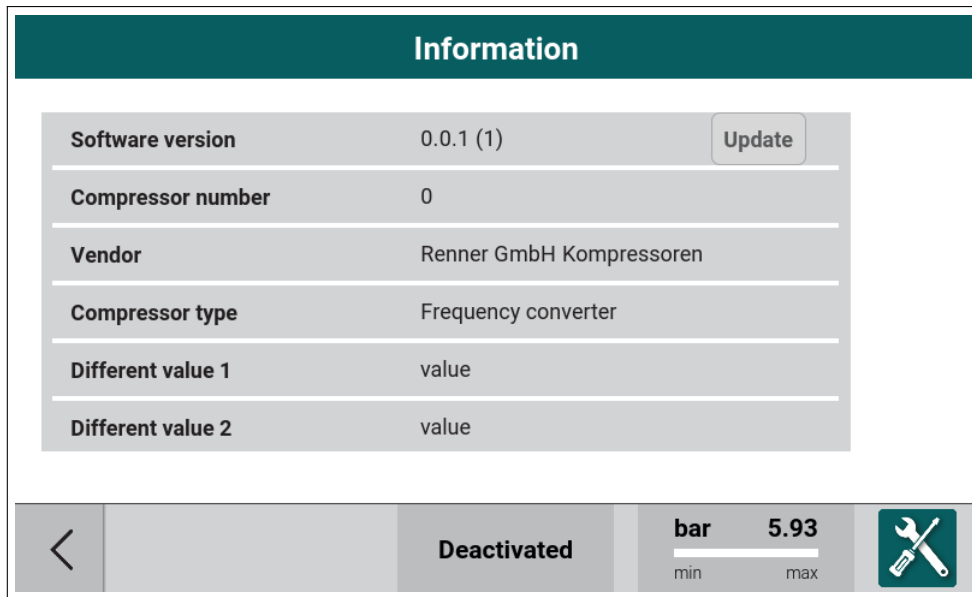 Information
Software version 0.0.1 (1) Update
Compressor number 0
Vendor Renner GmbH Kompressoren
Compressor type Frequency converter
Different value 1 value
Different value 2 value
Deactivated
bar 5.93
min max